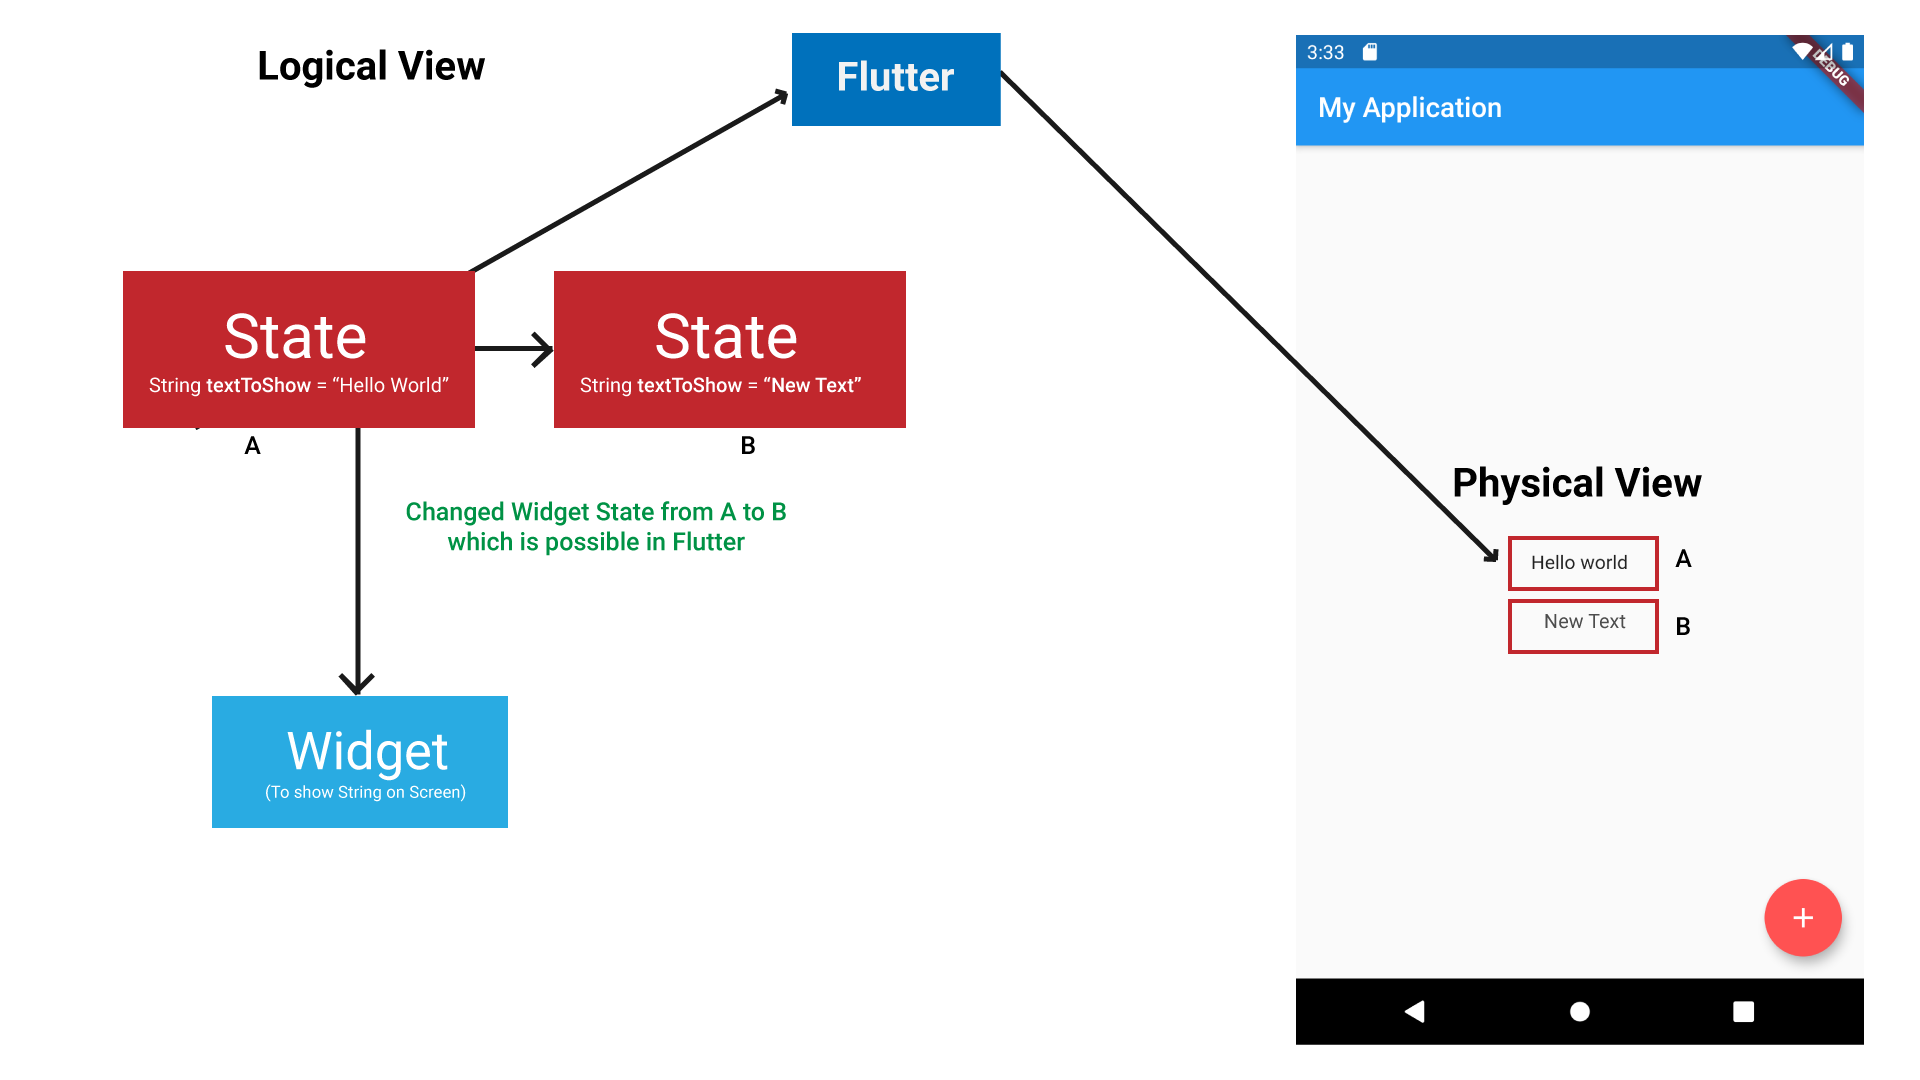 Logical View
Flutter
State
String textToShow = “Hello World”
A
State
String textToShow = “New Text”
B
Changed Widget State from A to B
which is possible in Flutter
Widget
(To show String on Screen)
3:33
DEBUG
My Application
Physical View
Hello world
A
New Text
B